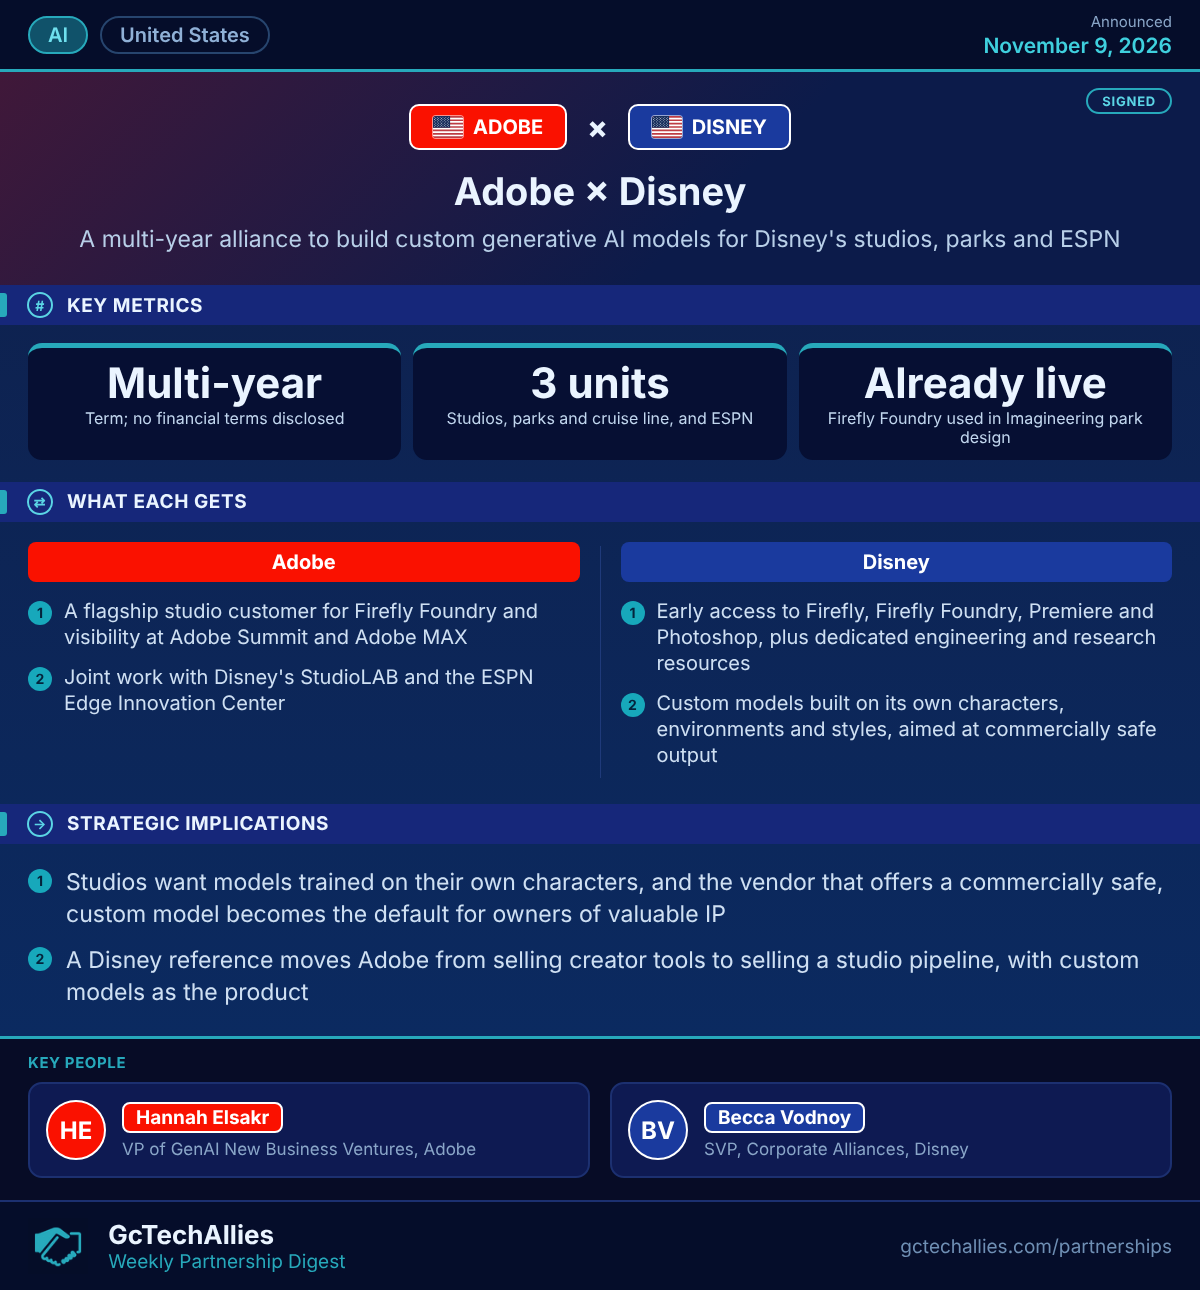 AI
United States
Announced
November 9, 2026
SIGNED
ADOBE
×
DISNEY
Adobe × Disney
A multi-year alliance to build custom generative AI models for Disney's studios, parks and ESPN
# KEY METRICS
Multi-year
Term; no financial terms disclosed
3 units
Studios, parks and cruise line, and ESPN
Already live
Firefly Foundry used in Imagineering park
design
⇄ WHAT EACH GETS
Adobe
1 A flagship studio customer for Firefly Foundry and
visibility at Adobe Summit and Adobe MAX
2 Joint work with Disney's StudioLAB and the ESPN
Edge Innovation Center
Disney
1 Early access to Firefly, Firefly Foundry, Premiere and
Photoshop, plus dedicated engineering and research
resources
2 Custom models built on its own characters,
environments and styles, aimed at commercially safe
output
→ STRATEGIC IMPLICATIONS
1 Studios want models trained on their own characters, and the vendor that offers a commercially safe,
custom model becomes the default for owners of valuable IP
2 A Disney reference moves Adobe from selling creator tools to selling a studio pipeline, with custom
models as the product
KEY PEOPLE
HE
Hannah Elsakr
VP of GenAI New Business Ventures, Adobe
BV
Becca Vodnoy
SVP, Corporate Alliances, Disney
GcTechAllies
Weekly Partnership Digest
gctechallies.com/partnerships